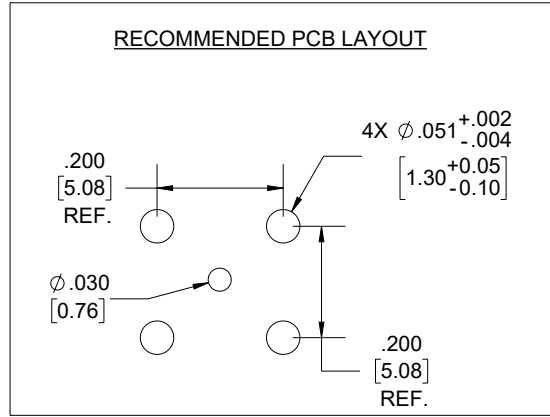 RECOMMENDED PCB LAYOUT
4X ∅ .051 +.002
-.004
[1.30 +0.05
-0.10]
.200
[5.08]
REF.
∅ .030
[0.76]
.200
[5.08]
REF.